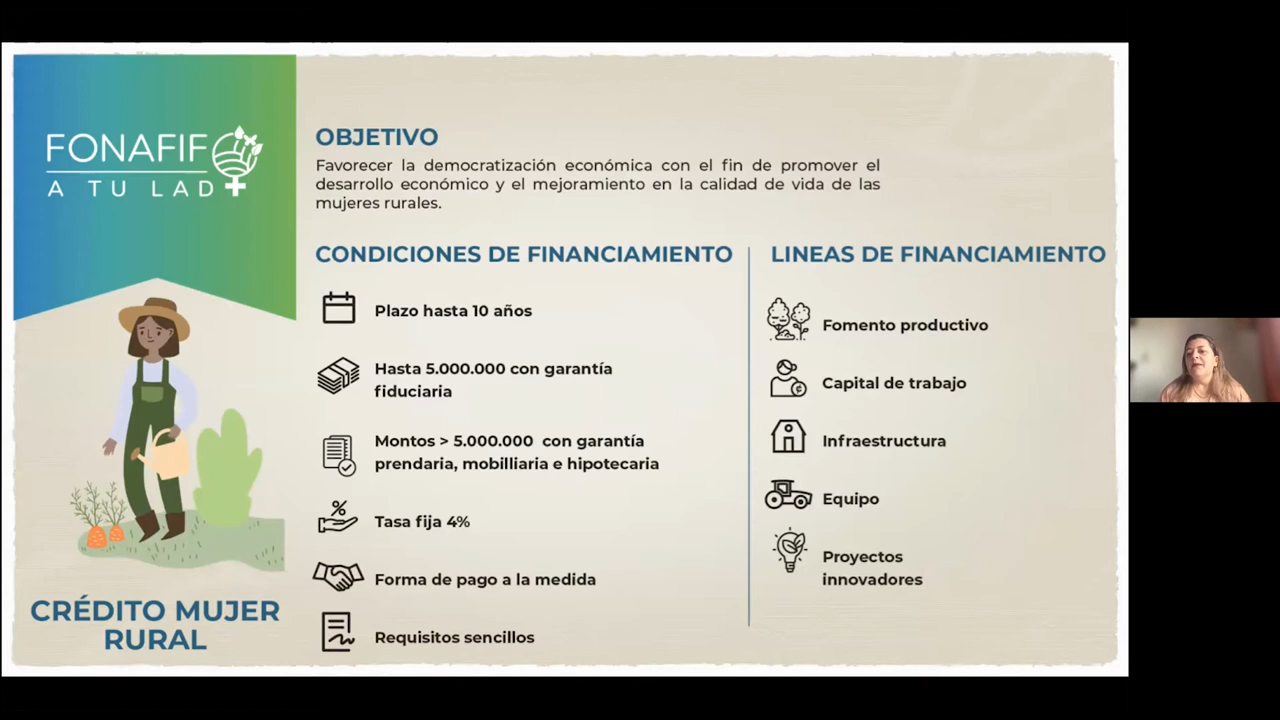 FONAFIFO
A TU LADO
OBJETIVO
Favorecer la democratización económica con el fin de promover el
desarrollo económico y el mejoramiento en la calidad de vida de las
mujeres rurales.
CONDICIONES DE FINANCIAMIENTO
Plazo hasta 10 años
Hasta 5.000.000 con garantía
fiduciaria
Montos > 5.000.000 con garantía
prendaria, mobilliaria e hipotecaria
%
Tasa fija 4%
Forma de pago a la medida
Requisitos sencillos
LINEAS DE FINANCIAMIENTO
Fomento productivo
Capital de trabajo
Infraestructura
Equipo
Proyectos
innovadores
CRÉDITO MUJER
RURAL